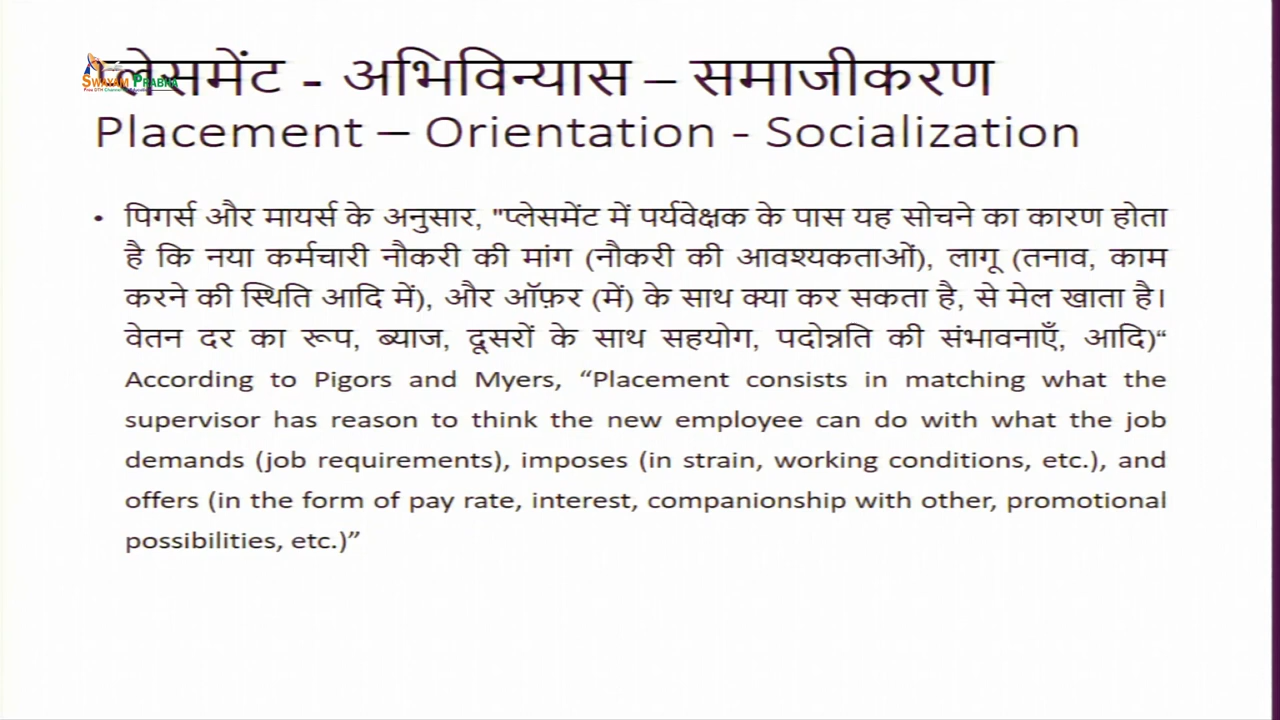 प्लेसमेंट - अभिविन्यास – समाजीकरण
SWAYAM PRABHA
Placement – Orientation - Socialization
• पिगर्स और मायर्स के अनुसार, "प्लेसमेंट में पर्यवेक्षक के पास यह सोचने का कारण होता
है कि नया कर्मचारी नौकरी की मांग (नौकरी की आवश्यकताओं), लागू (तनाव, काम
करने की स्थिति आदि में), और ऑफ़र (में) के साथ क्या कर सकता है, से मेल खाता है।
वेतन दर का रूप, ब्याज, दूसरों के साथ सहयोग, पदोन्नति की संभावनाएँ, आदि)“
According to Pigors and Myers, “Placement consists in matching what the
supervisor has reason to think the new employee can do with what the job
demands (job requirements), imposes (in strain, working conditions, etc.), and
offers (in the form of pay rate, interest, companionship with other, promotional
possibilities, etc.)”